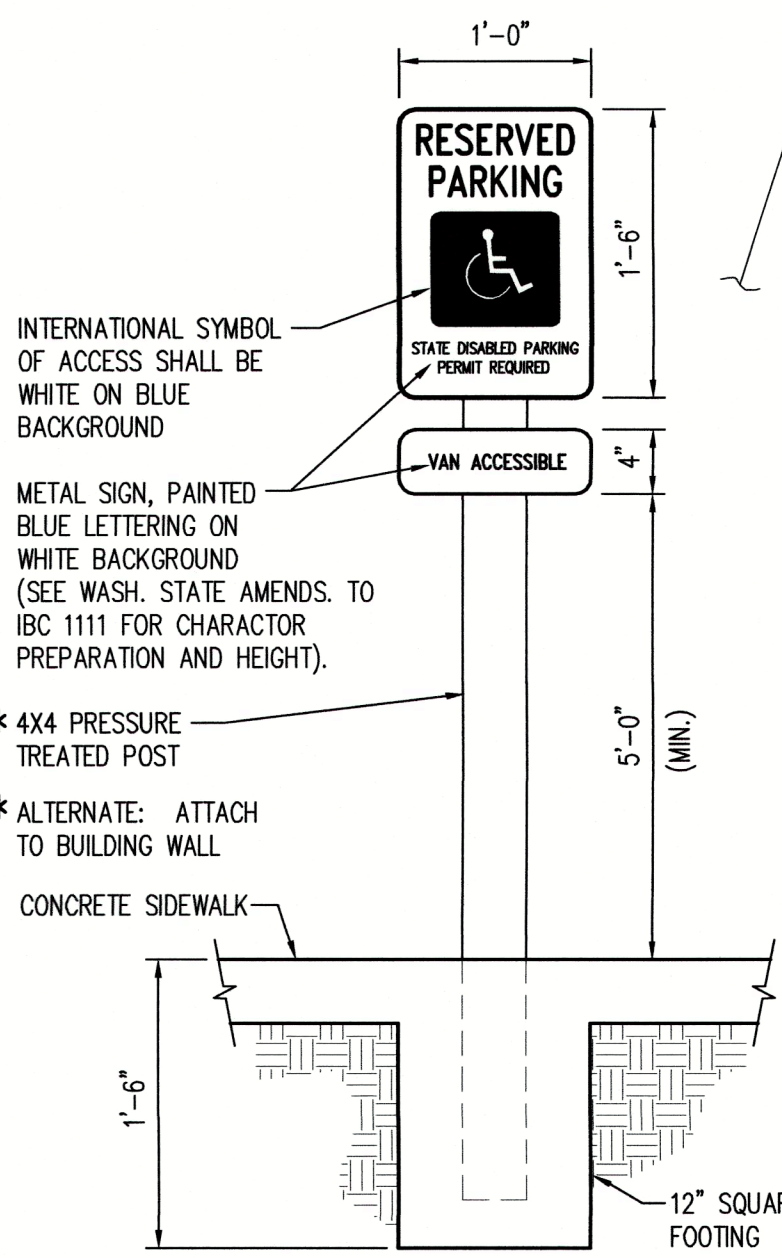 1'-0"
RESERVED
PARKING
STATE DISABLED PARKING
PERMIT REQUIRED
1'-6"
VAN ACCESSIBLE
4"
INTERNATIONAL SYMBOL
OF ACCESS SHALL BE
WHITE ON BLUE
BACKGROUND
METAL SIGN, PAINTED
BLUE LETTERING ON
WHITE BACKGROUND
(SEE WASH. STATE AMENDS. TO
IBC 1111 FOR CHARACTOR
PREPARATION AND HEIGHT).
* 4X4 PRESSURE
TREATED POST
* ALTERNATE: ATTACH
TO BUILDING WALL
5'-0"
(MIN.)
CONCRETE SIDEWALK
1'-6"
12" SQUAR
FOOTING